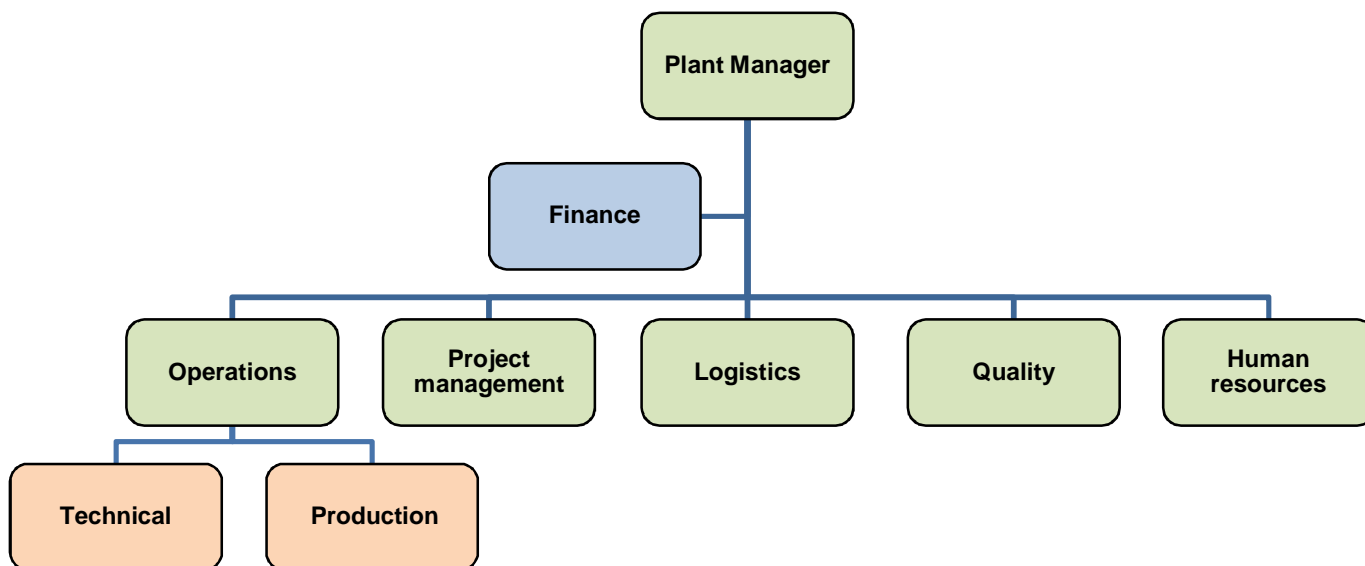 Plant Manager
Finance
Operations
Project
management
Logistics
Quality
Human
resources
Technical
Production